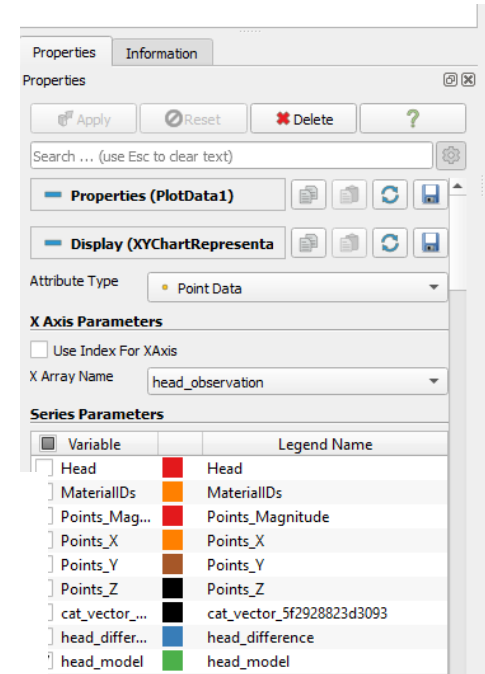 Properties Information
Properties
Apply Reset Delete ?
Search ... (use Esc to clear text)
Properties (PlotData1)
Display (XYChartRepresenta
Attribute Type Point Data
X Axis Parameters
Use Index For XAxis
X Array Name head_observation
Series Parameters
Variable Legend Name
Head Head
MaterialIDs MaterialIDs
Points_Mag... Points_Magnitude
Points_X Points_X
Points_Y Points_Y
Points_Z Points_Z
cat_vector_... cat_vector_5f2928823d3093
head_differ... head_difference
head_model head_model